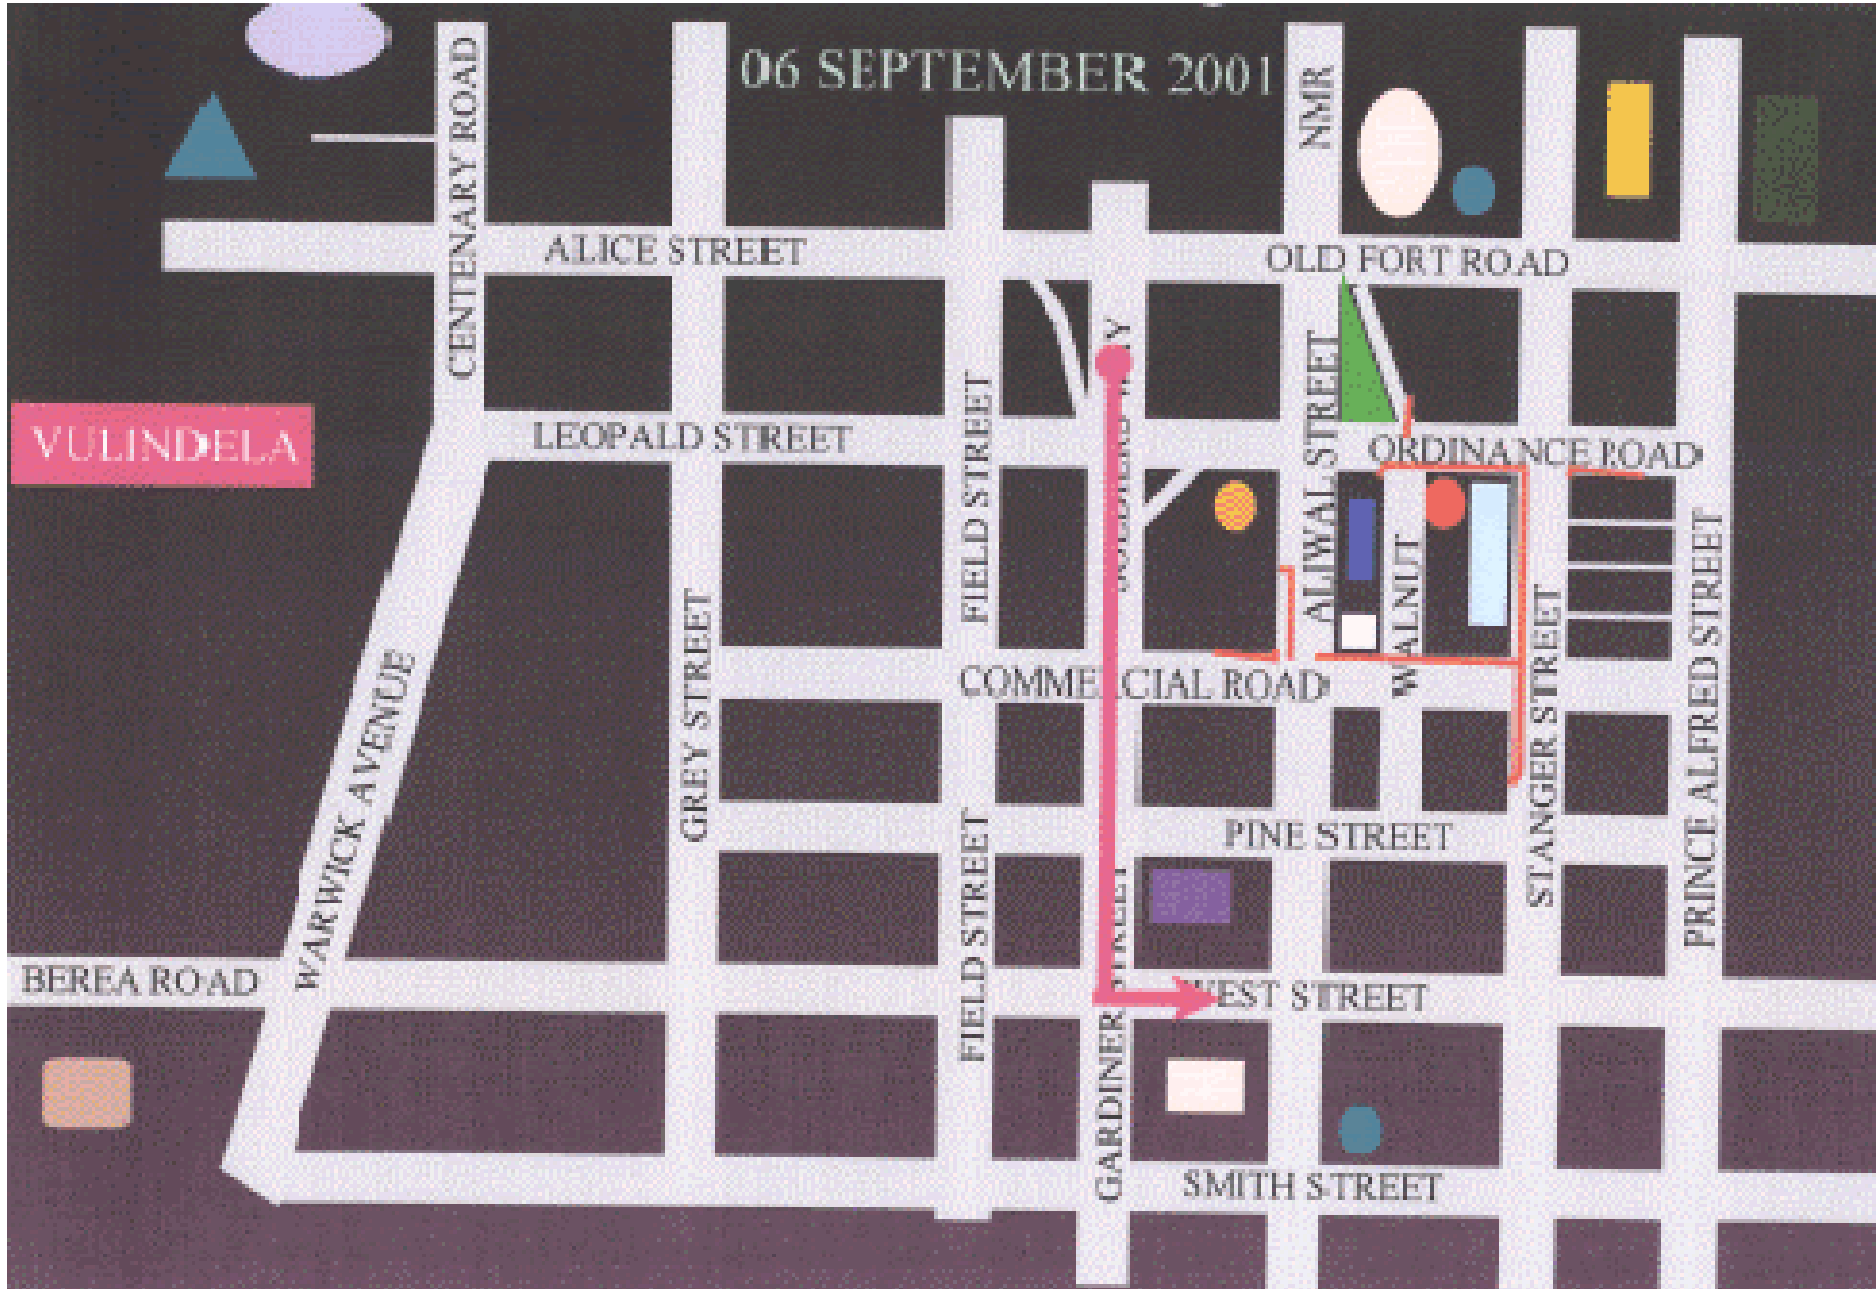 06 SEPTEMBER 2001
NMR
CENTENARY ROAD
ALICE STREET
OLD FORT ROAD
VULINDELA
LEOPALD STREET
ORDINANCE ROAD
FIELD STREET
ALIWAL STREET
WALNUT
COMMERCIAL ROAD
WARWICK AVENUE
GREY STREET
STANGER STREET
PRINCE ALFRED STREET
PINE STREET
FIELD STREET
BEREA ROAD
WEST STREET
GARDINER STREET
SMITH STREET